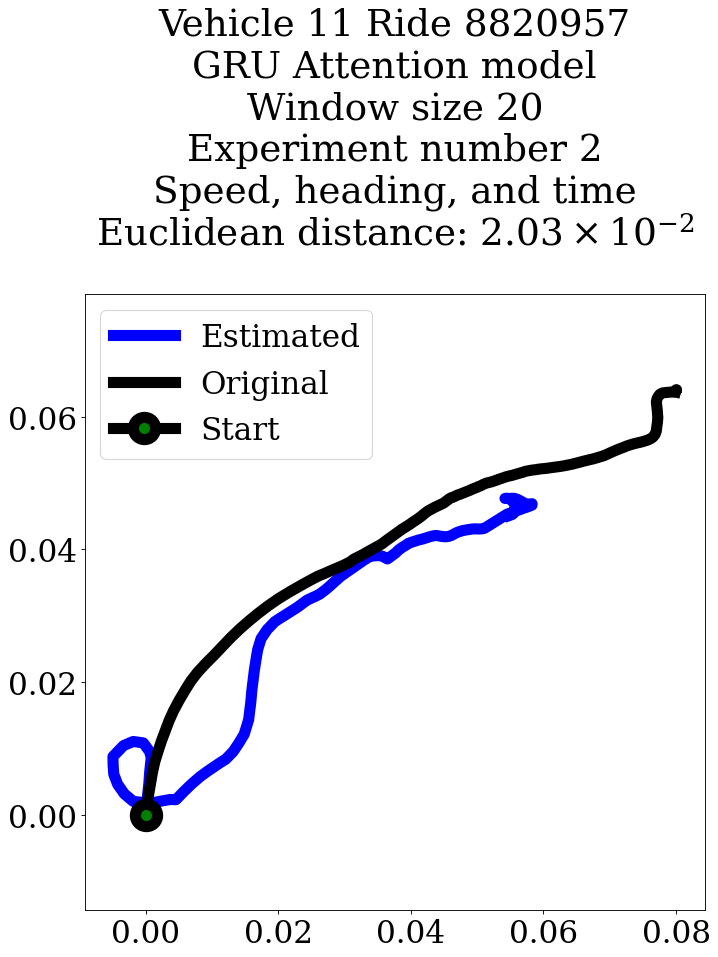 Vehicle 11 Ride 8820957
GRU Attention model
Window size 20
Experiment number 2
Speed, heading, and time
Euclidean distance: 2.03 × 10⁻²
Estimated
Original
Start
0.06
0.04
0.02
0.00
0.00 0.02 0.04 0.06 0.08